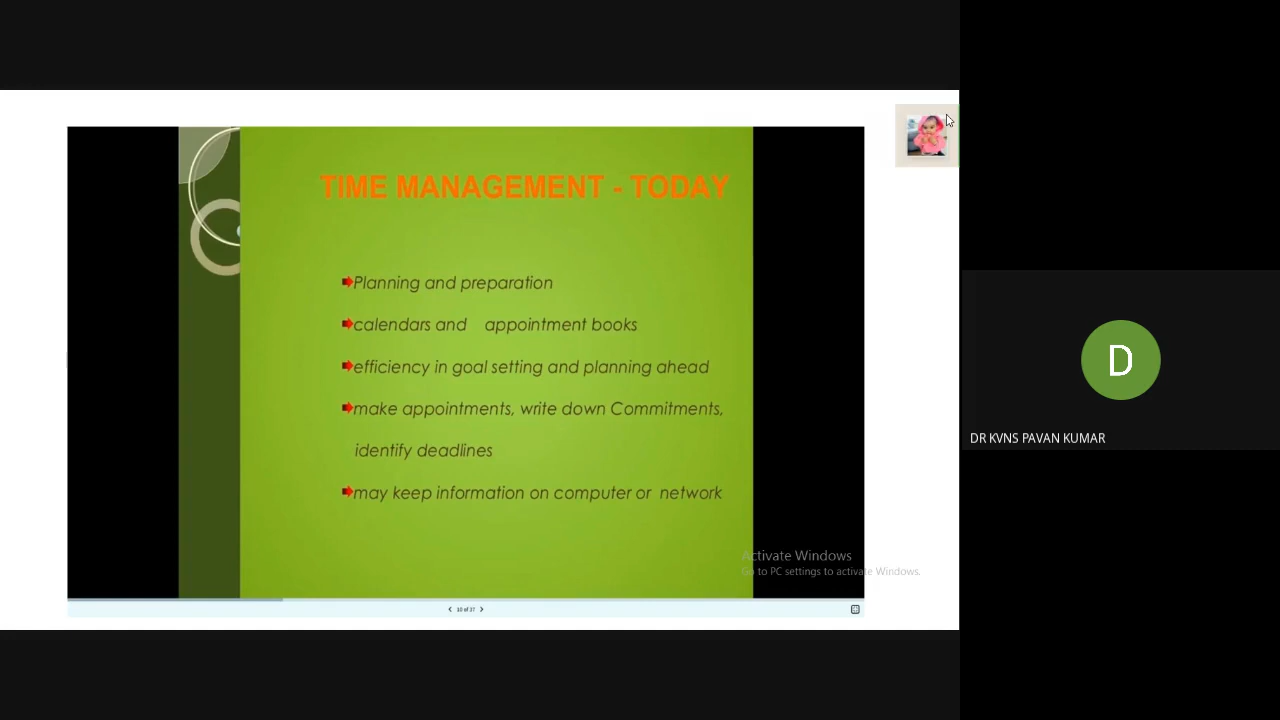 TIME MANAGEMENT - TODAY
Planning and preparation
calendars and appointment books
efficiency in goal setting and planning ahead
make appointments, write down Commitments,
identify deadlines
may keep information on computer or network
Activate Windows
Go to PC settings to activate Windows.
10 of 37
D
DR KVNS PAVAN KUMAR